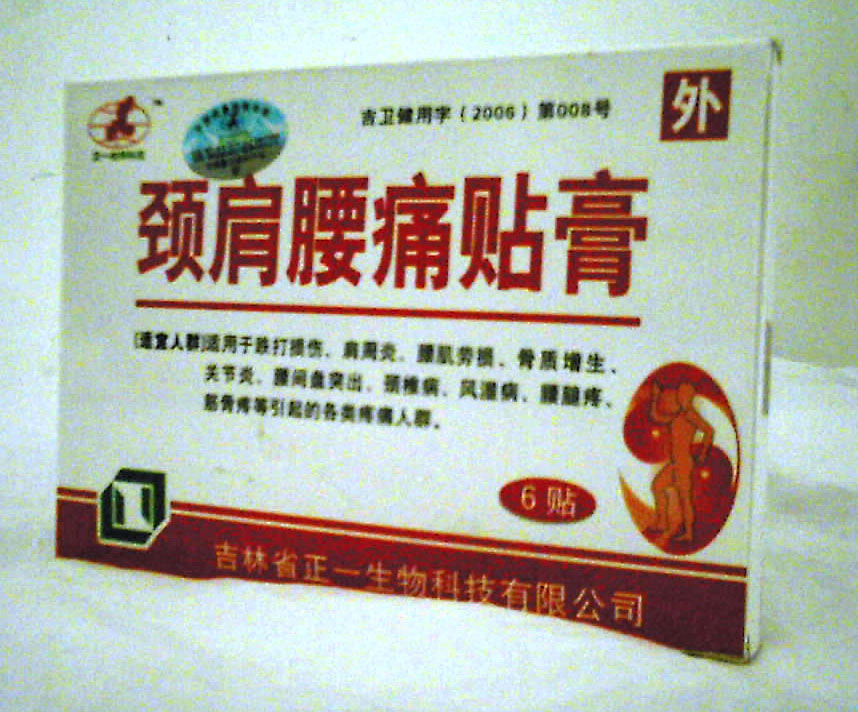 吉卫健用字（2006）第008号
外
颈肩腰痛贴膏
[适宜人群]适用于跌打损伤、肩周炎、腰肌劳损、骨质增生、
关节炎、腰间盘突出、颈椎病、风湿病、腰腿疼、
筋骨疼等引起的各类疼痛人群。
6贴
吉林省正一生物科技有限公司